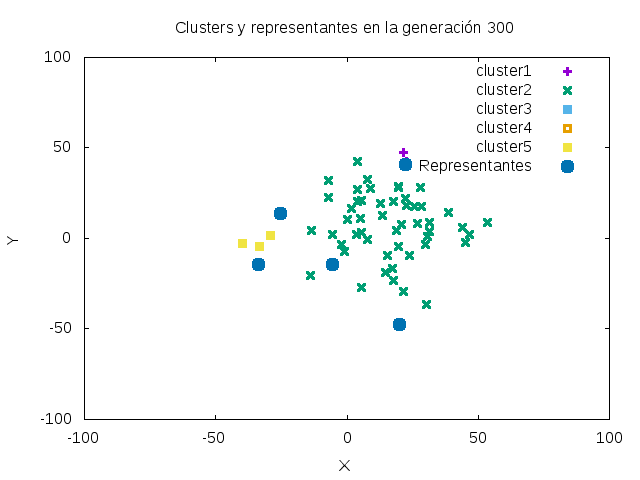 Clusters y representantes en la generación 300
cluster1
cluster2
cluster3
cluster4
cluster5
Representantes
100
50
0
-50
-100
Y
-100
-50
0
50
100
X